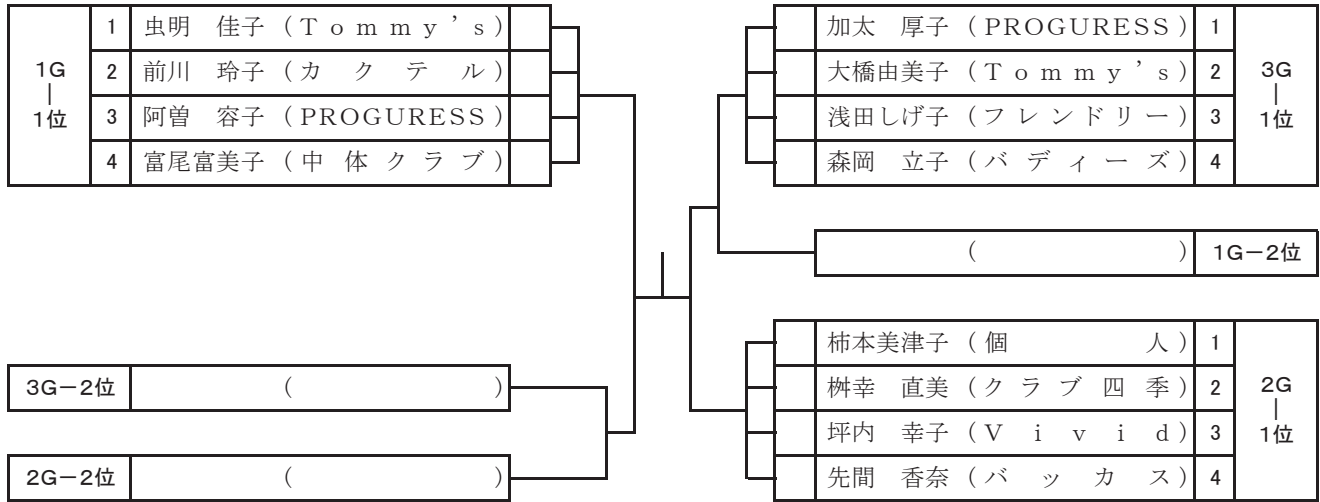 1G｜1位
1 虫明 佳子 (Tommy's)
2 前川 玲子 (カクテル)
3 阿曽 容子 (PROGURESS)
4 富尾富美子 (中体クラブ)
3G－2位 ( )
2G－2位 ( )
加太 厚子 (PROGURESS) 1
大橋由美子 (Tommy's) 2
浅田しげ子 (フレンドリー) 3
森岡 立子 (バディーズ) 4
3G｜1位
( ) 1G－2位
柿本美津子 (個人) 1
桝幸 直美 (クラブ四季) 2
坪内 幸子 (Vivid) 3
先間 香奈 (バッカス) 4
2G｜1位